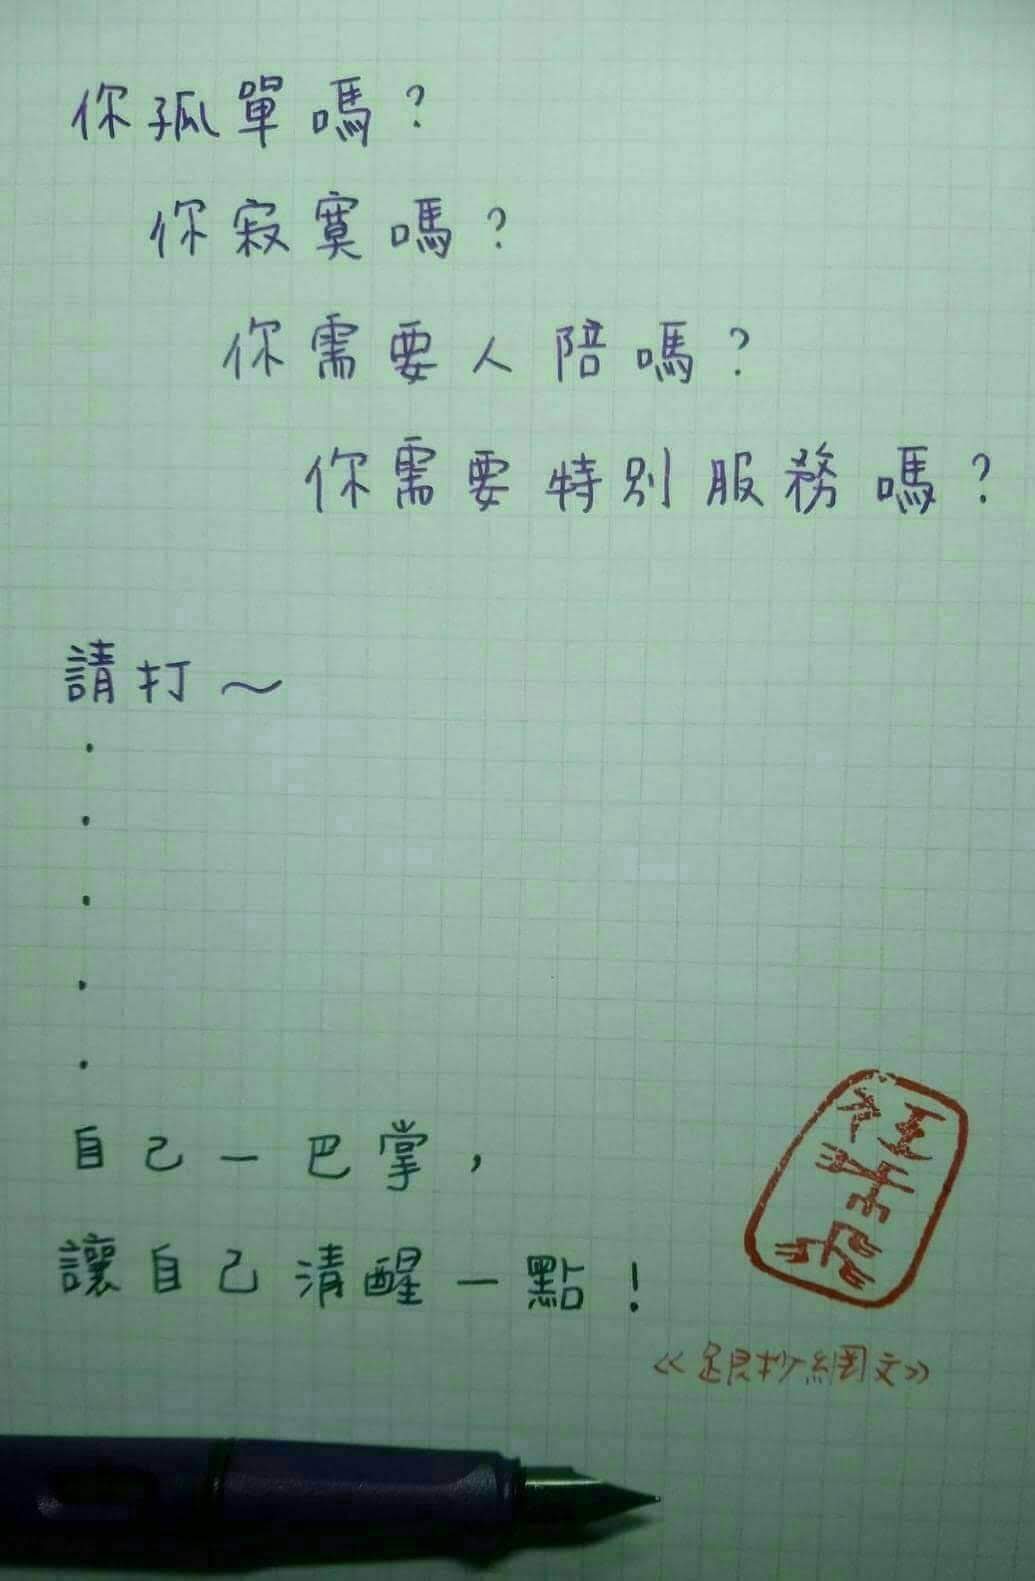 你孤單嗎？
你寂寞嗎？
你需要人陪嗎？
你需要特別服務嗎？
請打～
．
．
．
．
．
自己一巴掌，
讓自己清醒一點！
《跟抄網文》